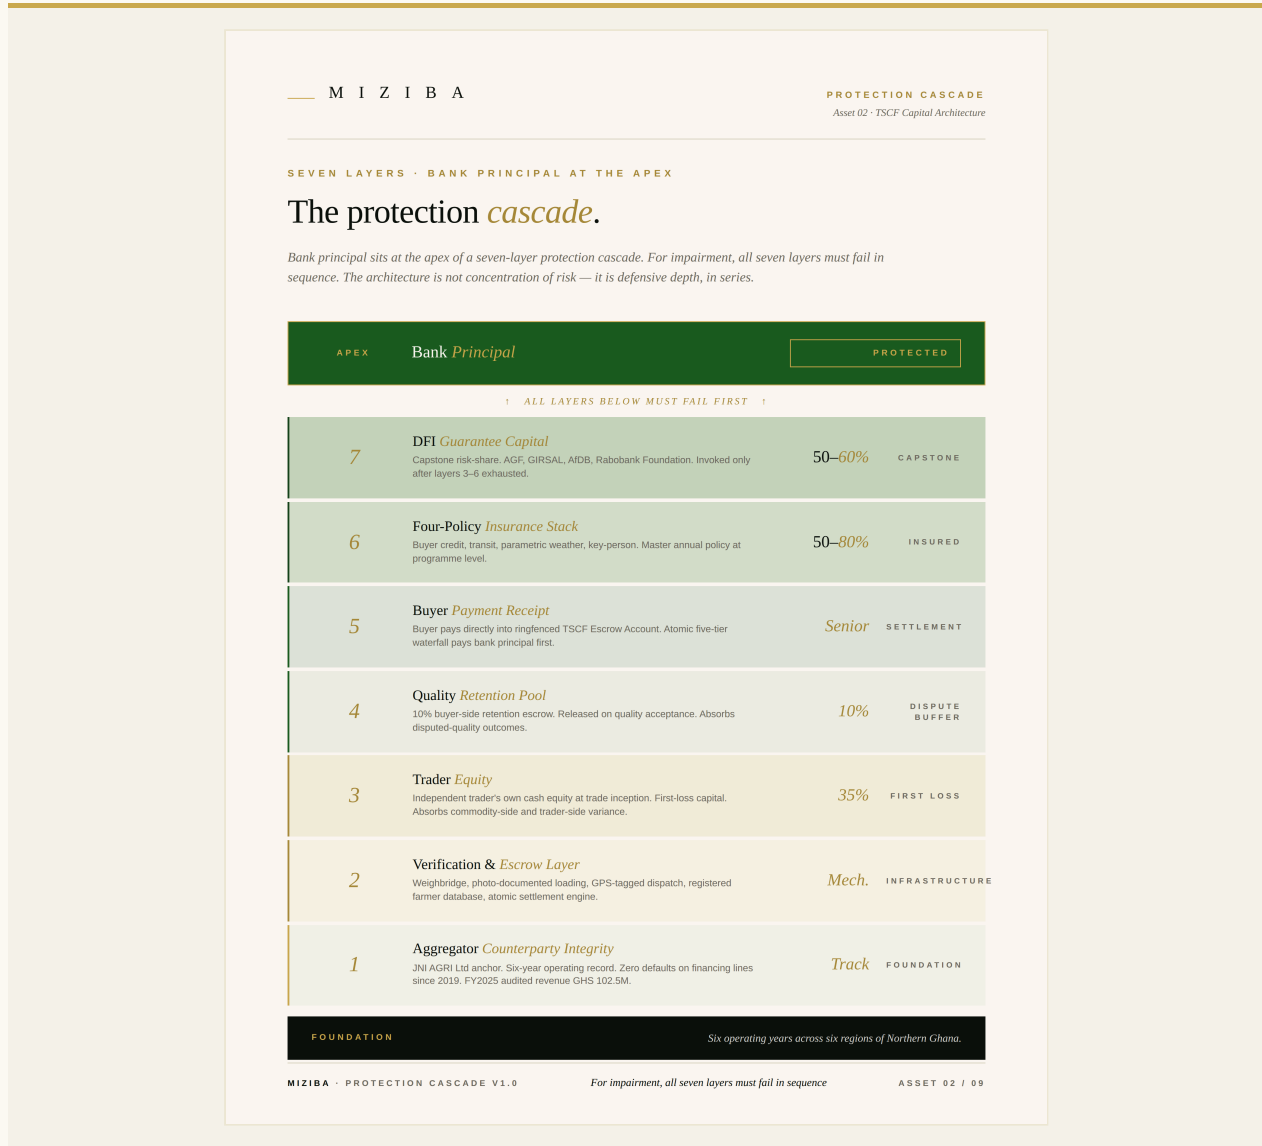 MIZIBA
PROTECTION CASCADE
Asset 02 · TSCF Capital Architecture
SEVEN LAYERS · BANK PRINCIPAL AT THE APEX
The protection cascade.
Bank principal sits at the apex of a seven-layer protection cascade. For impairment, all seven layers must fail in
sequence. The architecture is not concentration of risk — it is defensive depth, in series.
APEX Bank Principal PROTECTED
↑ ALL LAYERS BELOW MUST FAIL FIRST ↑
7
DFI Guarantee Capital
Capstone risk-share. AGF, GIRSAL, AfDB, Rabobank Foundation. Invoked only
after layers 3–6 exhausted.
50–60% CAPSTONE
6
Four-Policy Insurance Stack
Buyer credit, transit, parametric weather, key-person. Master annual policy at
programme level.
50–80% INSURED
5
Buyer Payment Receipt
Buyer pays directly into ringfenced TSCF Escrow Account. Atomic five-tier
waterfall pays bank principal first.
Senior SETTLEMENT
4
Quality Retention Pool
10% buyer-side retention escrow. Released on quality acceptance. Absorbs
disputed-quality outcomes.
10%
DISPUTE
BUFFER
3
Trader Equity
Independent trader's own cash equity at trade inception. First-loss capital.
Absorbs commodity-side and trader-side variance.
35% FIRST LOSS
2
Verification & Escrow Layer
Weighbridge, photo-documented loading, GPS-tagged dispatch, registered
farmer database, atomic settlement engine.
Mech. INFRASTRUCTURE
1
Aggregator Counterparty Integrity
JNI AGRI Ltd anchor. Six-year operating record. Zero defaults on financing lines
since 2019. FY2025 audited revenue GHS 102.5M.
Track FOUNDATION
FOUNDATION Six operating years across six regions of Northern Ghana.
MIZIBA · PROTECTION CASCADE V1.0 For impairment, all seven layers must fail in sequence ASSET 02 / 09